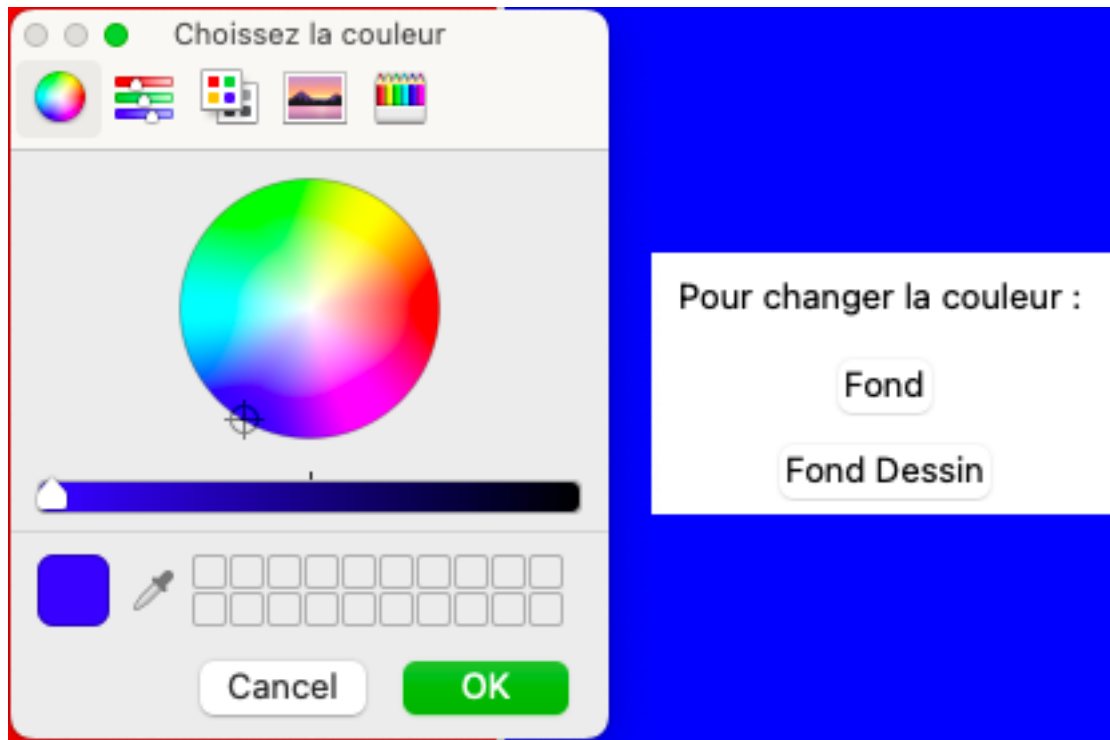 Choissez la couleur
Pour changer la couleur :
Fond
Fond Dessin
Cancel
OK